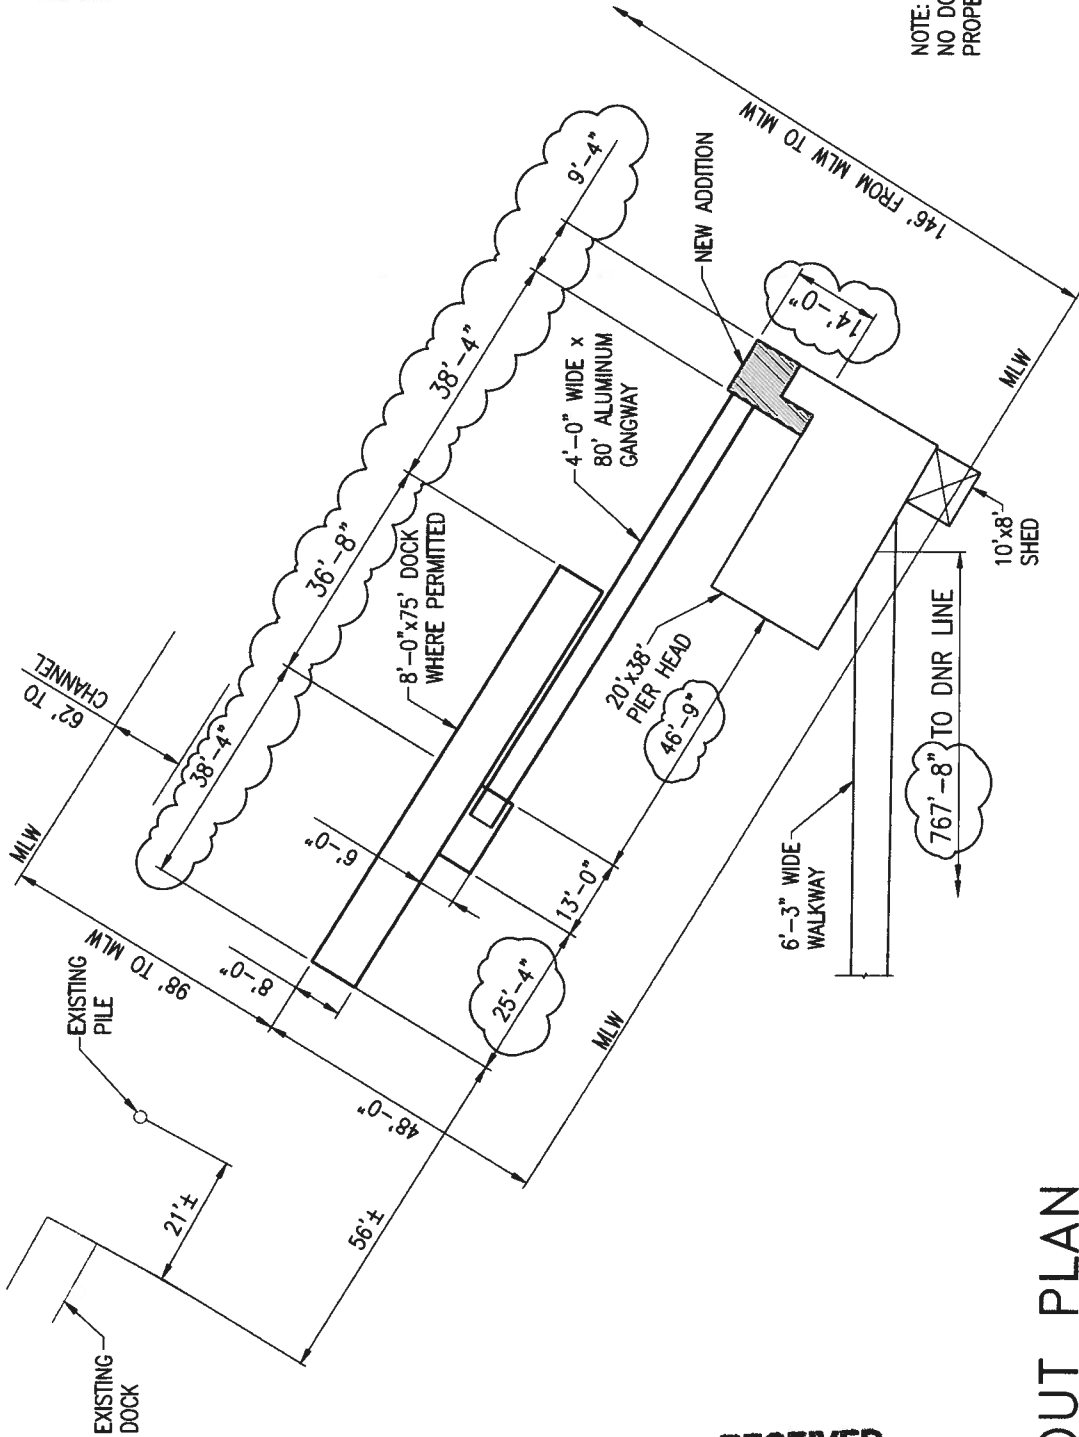 NOTE:
NO DO
PROPE
146' FROM MLW TO MLW
9'-4"
NEW ADDITION
38'-4"
14'-0"
4'-0" WIDE x
80' ALUMINUM
GANGWAY
MLW
36'-8"
8'-0"x75' DOCK
WHERE PERMITTED
10'x8'
SHED
62' TO
CHANNEL
20'x38'
PIER HEAD
38'-4"
46'-9"
767'-8" TO DNR LINE
MLW
6'-0"
13'-0"
6'-3" WIDE
WALKWAY
98' TO MLW
8'-0"
25'-4"
MLW
EXISTING
PILE
48'-0"
21'±
56'±
EXISTING
DOCK
OUT PLAN
RECEIVED